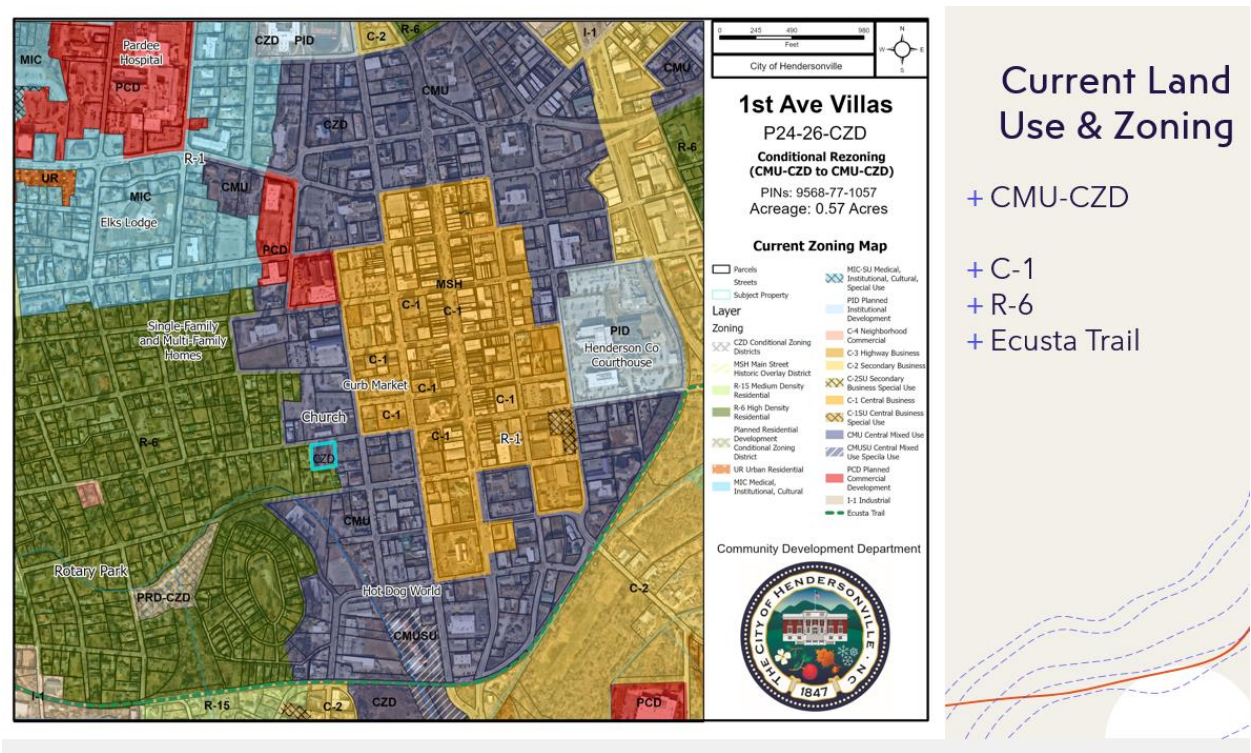 MIC
Pardee
Hospital
PCD
CZD PID
C-2
R-6
I-1
CMU
CMU
CZD
R-6
R-1
UR
MIC
CMU
Elks Lodge
PCD
MSH
C-1
C-1
PID
Henderson Co
Courthouse
Single-Family
and Multi-Family
Homes
C-1
Curb Market
C-1
C-1
Church
C-1
C-1
R-1
R-6
CZD
CMU
Rotary Park
PRD-CZD
Hot Dog World
C-2
CMUSU
I-1
R-15
C-2
CZD
PCD
0 245 490 980
Feet
City of Hendersonville
N
W E
S
1st Ave Villas
P24-26-CZD
Conditional Rezoning
(CMU-CZD to CMU-CZD)
PINs: 9568-77-1057
Acreage: 0.57 Acres
Current Zoning Map
Parcels
Streets
Subject Property
Layer
Zoning
CZD Conditional Zoning
Districts
MSH Main Street
Historic Overlay District
R-15 Medium Density
Residential
R-6 High Density
Residential
Planned Residential
Development
Conditional Zoning
District
UR Urban Residential
MIC Medical,
Institutional, Cultural
MIC-SU Medical,
Institutional, Cultural,
Special Use
PID Planned
Institutional
Development
C-4 Neighborhood
Commercial
C-3 Highway Business
C-2 Secondary Business
C-2SU Secondary
Business Special Use
C-1 Central Business
C-1SU Central Business
Special Use
CMU Central Mixed Use
CMUSU Central Mixed
Use Specila Use
PCD Planned
Commercial
Development
I-1 Industrial
Ecusta Trail
Community Development Department
THE CITY OF HENDERSONVILLE, NC
1847
Current Land
Use & Zoning
+ CMU-CZD
+ C-1
+ R-6
+ Ecusta Trail